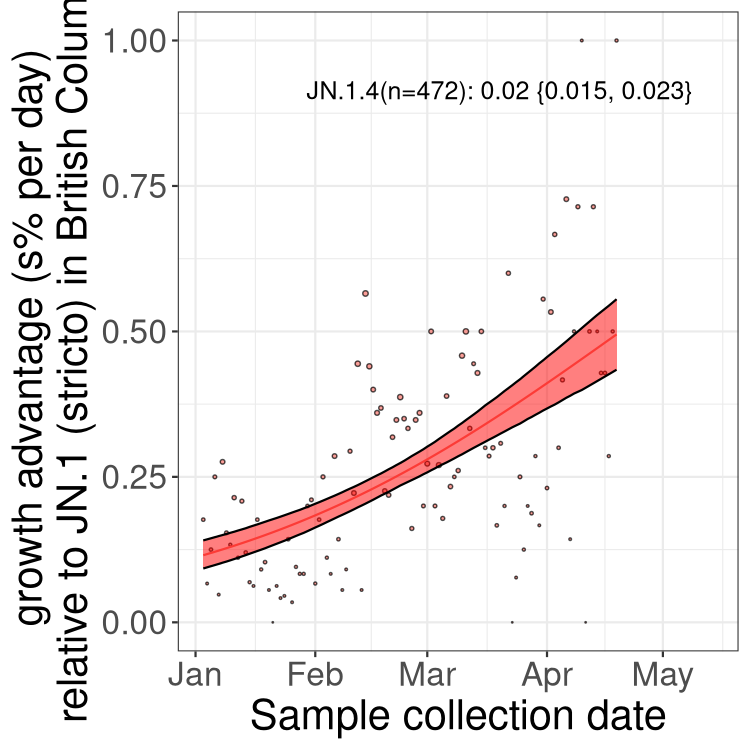 growth advantage (s% per day)
relative to JN.1 (stricto) in British Colum
1.00
0.75
0.50
0.25
0.00
JN.1.4(n=472): 0.02 {0.015, 0.023}
Jan Feb Mar Apr May
Sample collection date